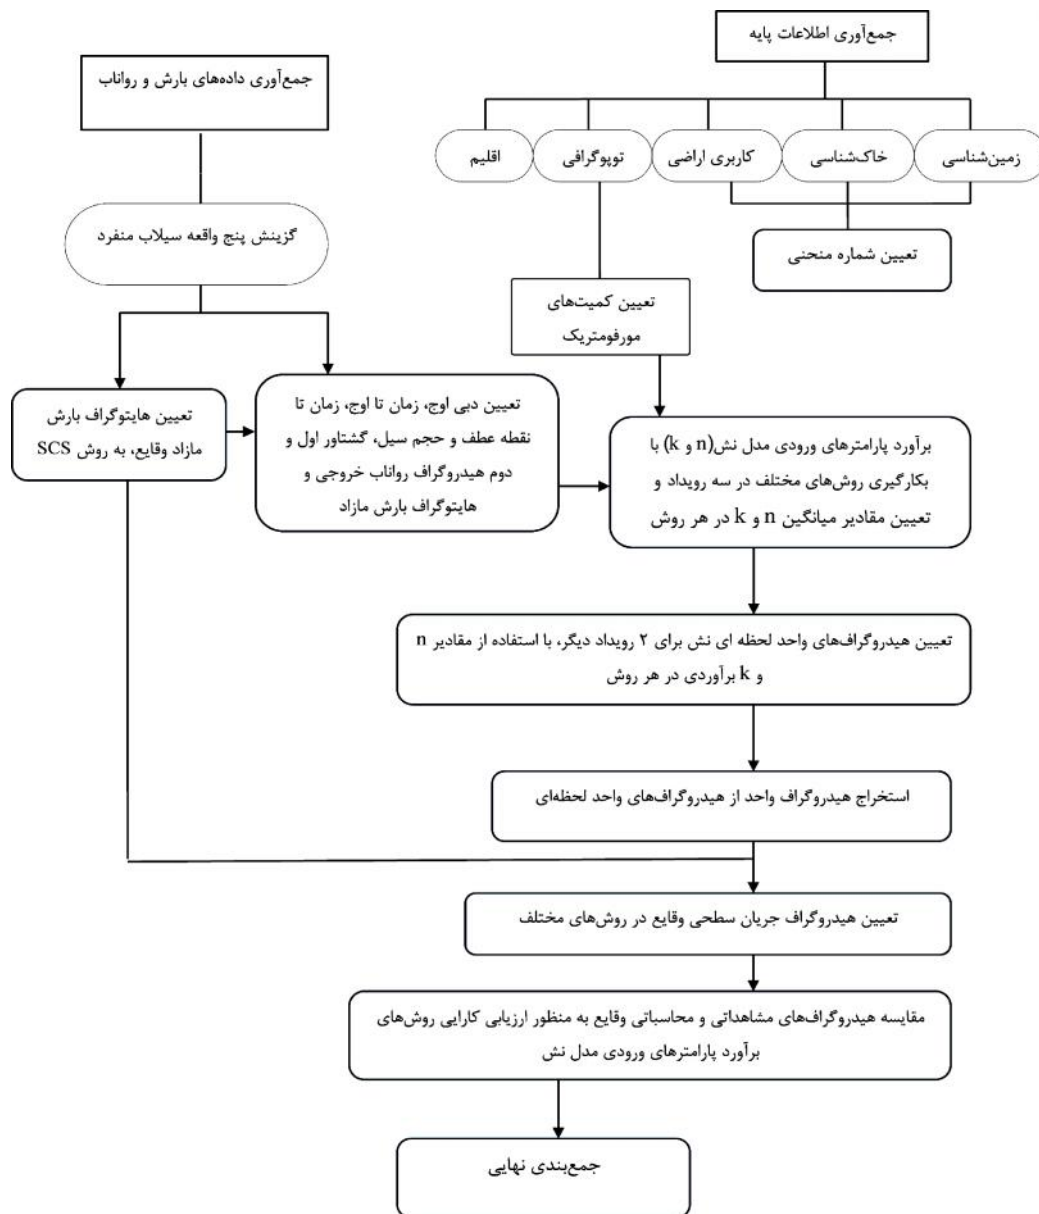 جمع‌آوری اطلاعات پایه
جمع‌آوری داده‌های بارش و رواناب
زمین‌شناسی
خاک‌شناسی
کاربری اراضی
توپوگرافی
اقلیم
گزینش پنج واقعه سیلاب منفرد
تعیین شماره منحنی
تعیین کمیت‌های
مورفومتریک
تعیین هایتوگراف بارش
مازاد وقایع، به روش SCS
تعیین دبی اوج، زمان تا اوج، زمان تا
نقطه عطف و حجم سیل، گشتاور اول و
دوم هیدروگراف رواناب خروجی و
هایتوگراف بارش مازاد
برآورد پارامترهای ورودی مدل نش(n و k) با
بکارگیری روش‌های مختلف در سه رویداد و
تعیین مقادیر میانگین n و k در هر روش
تعیین هیدروگراف‌های واحد لحظه ای نش برای ۲ رویداد دیگر، با استفاده از مقادیر n
و k برآوردی در هر روش
استخراج هیدروگراف واحد از هیدروگراف‌های واحد لحظه‌ای
تعیین هیدروگراف جریان سطحی وقایع در روش‌های مختلف
مقایسه هیدروگراف‌های مشاهداتی و محاسباتی وقایع به منظور ارزیابی کارایی روش‌های
برآورد پارامترهای ورودی مدل نش
جمع‌بندی نهایی